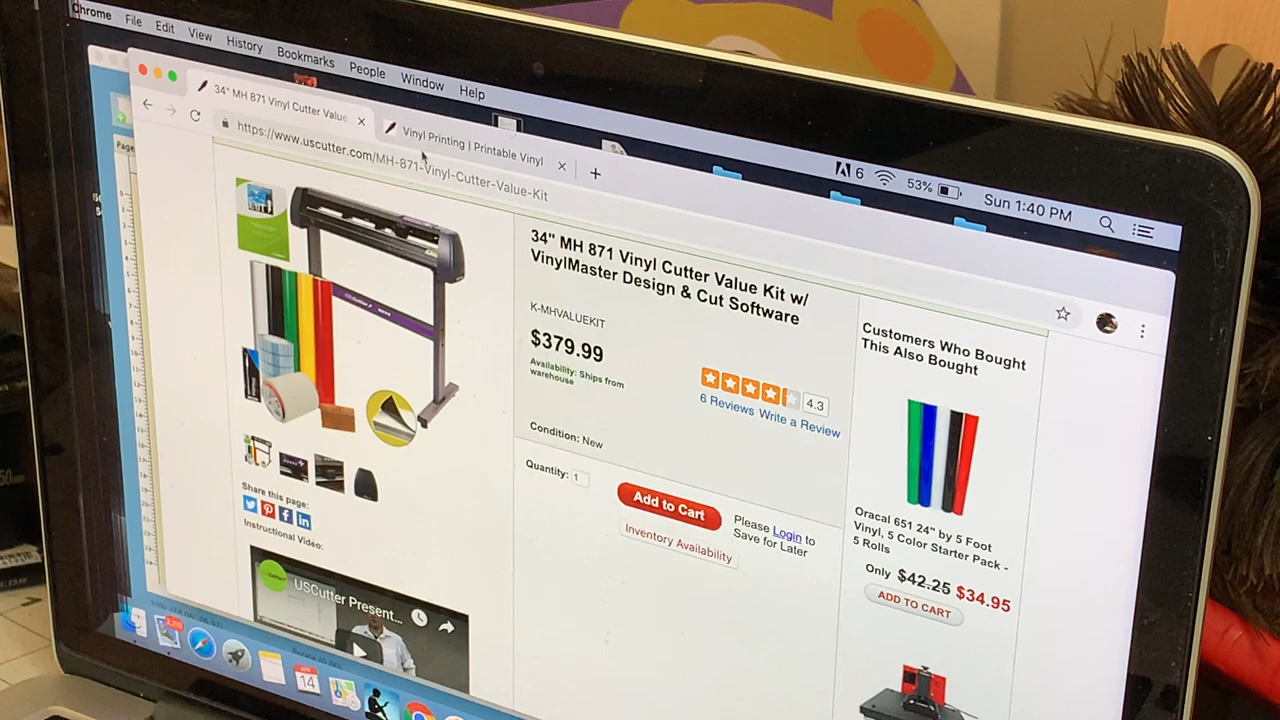 Chrome File Edit View History Bookmarks People Window Help
6 53% Sun 1:40 PM
34" MH 871 Vinyl Cutter Value
Vinyl Printing | Printable Vinyl
https://www.uscutter.com/MH-871-Vinyl-Cutter-Value-Kit
34" MH 871 Vinyl Cutter Value Kit w/
VinylMaster Design & Cut Software
K-MHVALUEKIT
$379.99
Availability: Ships from
warehouse
4.3
6 Reviews Write a Review
Condition: New
Quantity: 1
Add to Cart
Inventory Availability
Please Login to
Save for Later
Share this page:
Instructional Video:
USCutter Present...
Customers Who Bought
This Also Bought
Oracal 651 24" by 5 Foot
Vinyl, 5 Color Starter Pack -
5 Rolls
Only $42.25 $34.95
ADD TO CART
Page
APR
14